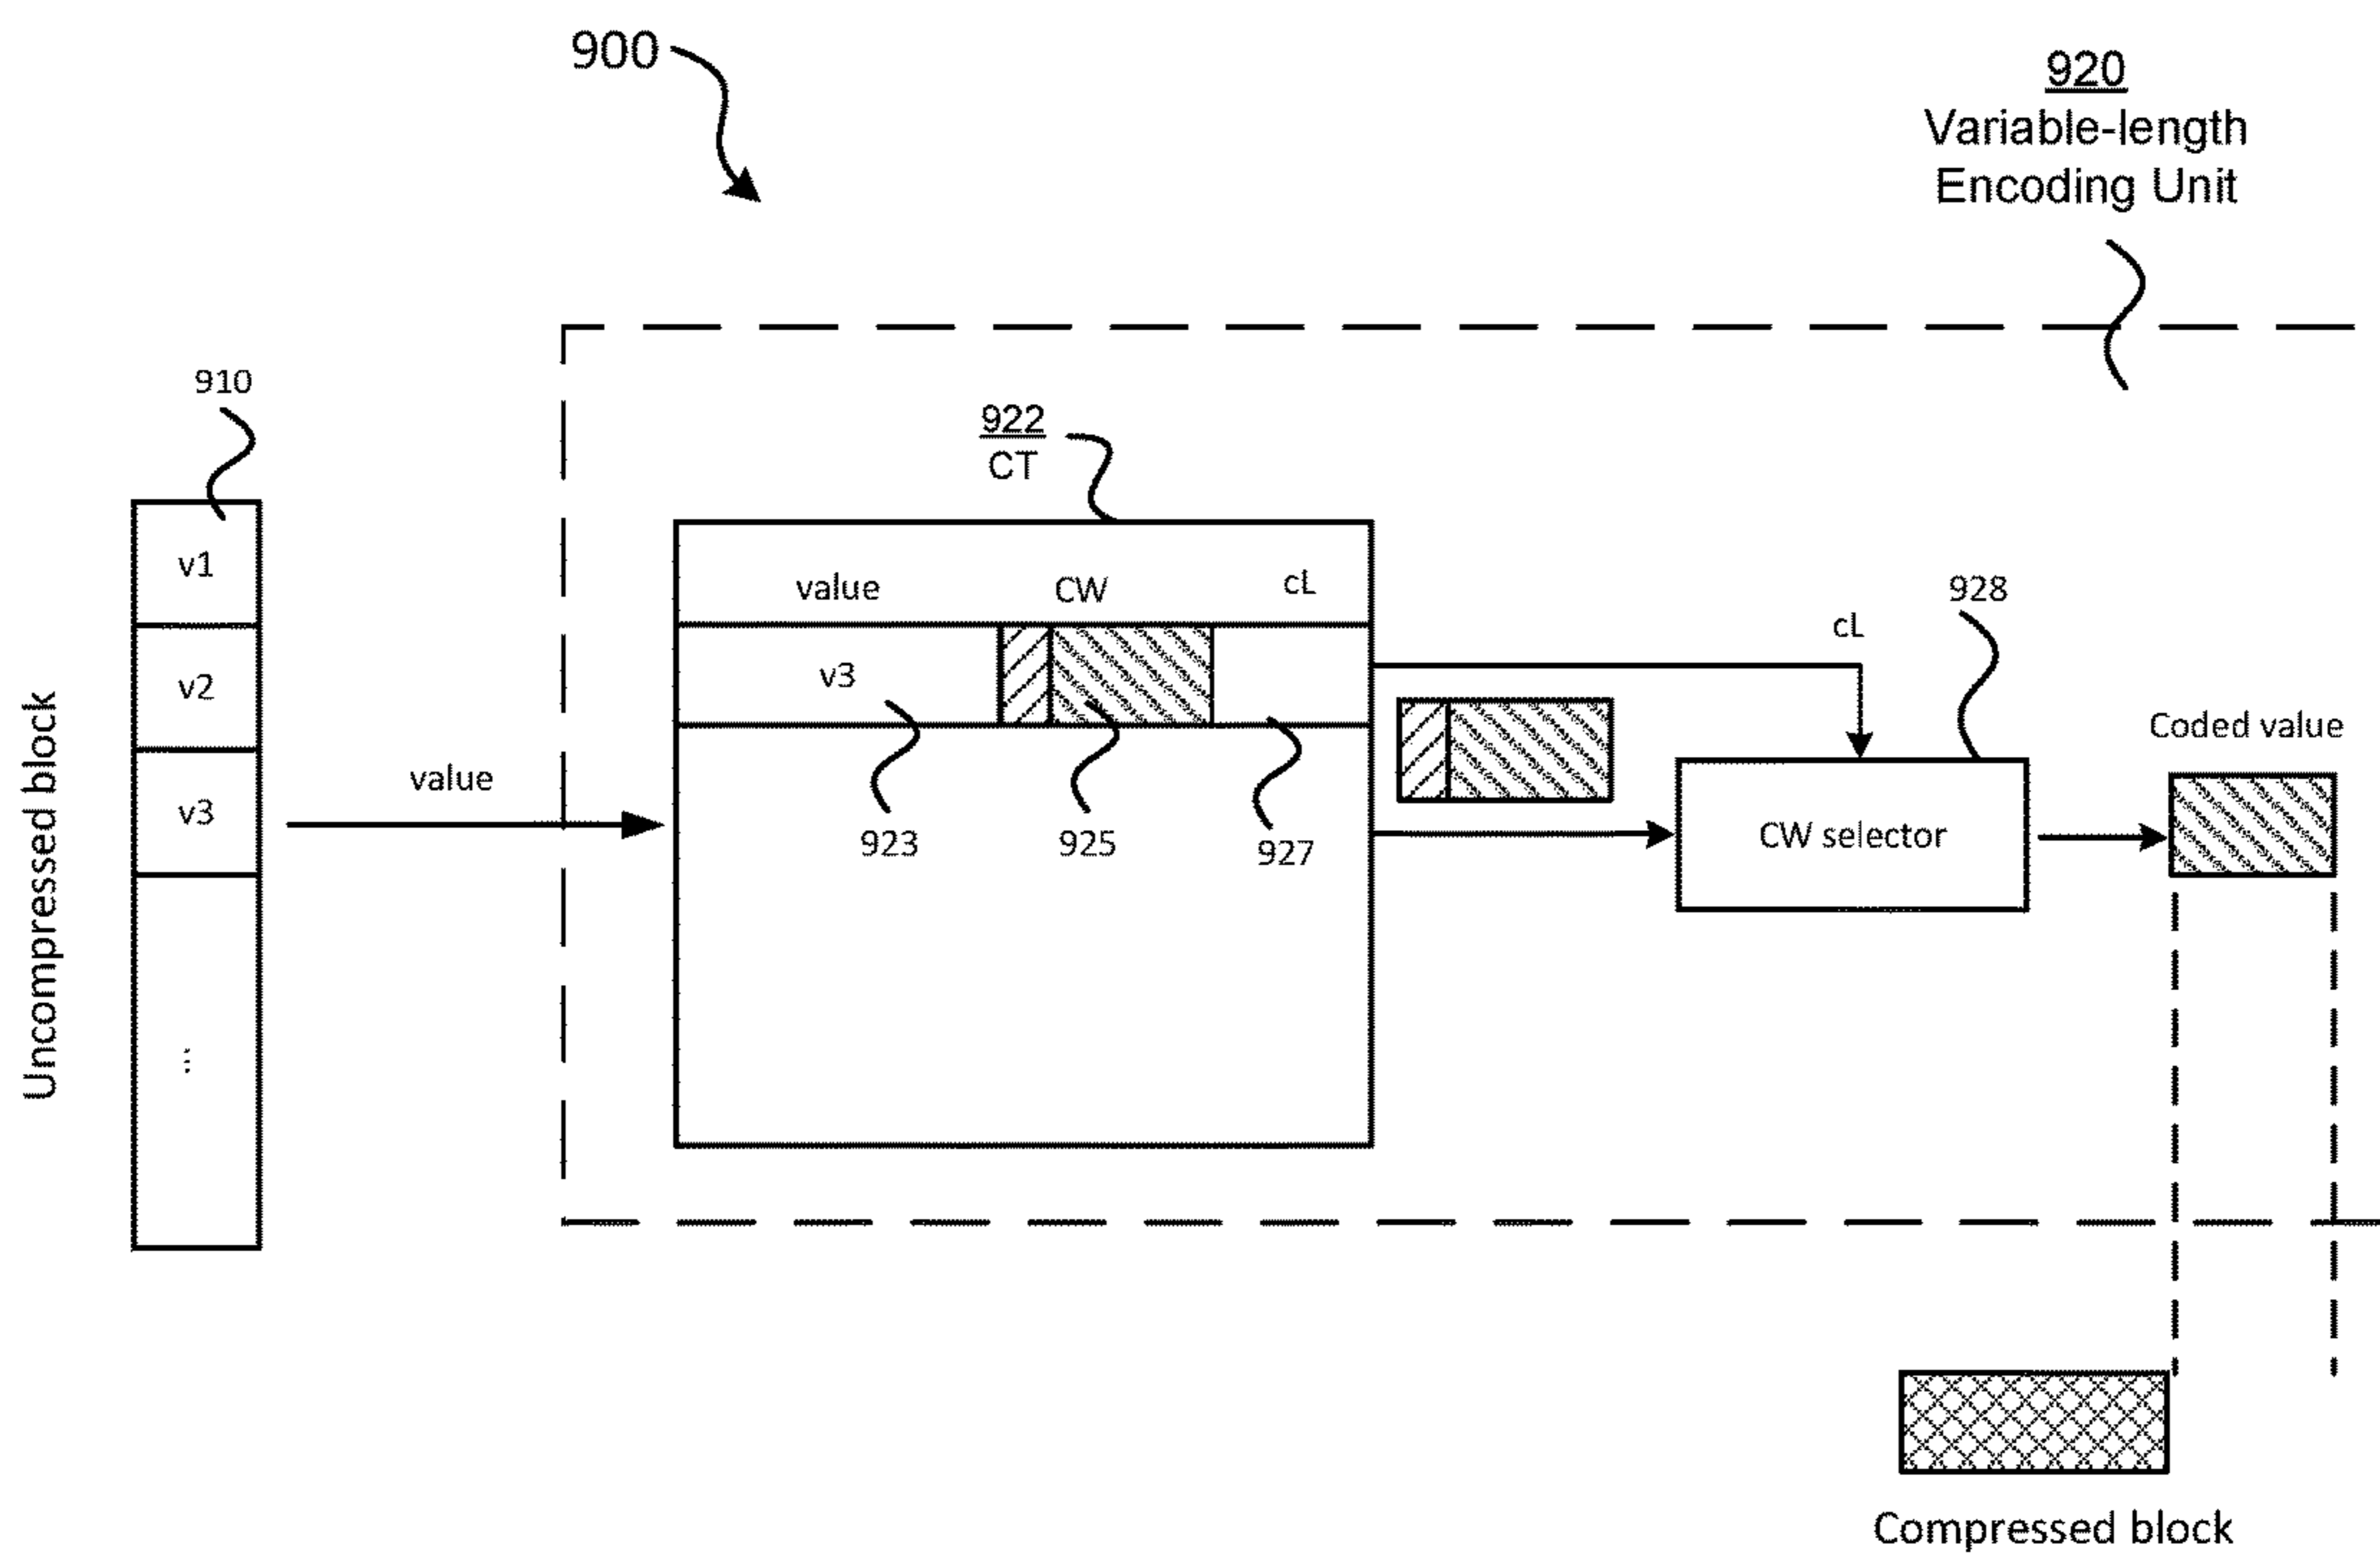 900
920
Variable-length
Encoding Unit
910
922
CT
v1
value CW cL
928
cL
v2
v3
Coded value
value
v3
923 925 927
CW selector
Uncompressed block
...
Compressed block